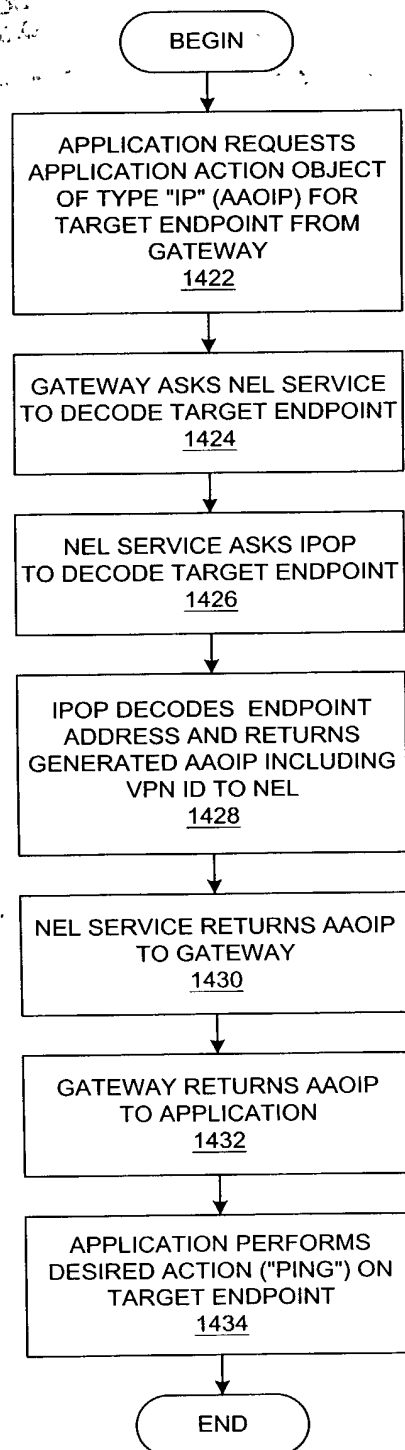 BEGIN
APPLICATION REQUESTS
APPLICATION ACTION OBJECT
OF TYPE "IP" (AAOIP) FOR
TARGET ENDPOINT FROM
GATEWAY
1422
GATEWAY ASKS NEL SERVICE
TO DECODE TARGET ENDPOINT
1424
NEL SERVICE ASKS IPOP
TO DECODE TARGET ENDPOINT
1426
IPOP DECODES ENDPOINT
ADDRESS AND RETURNS
GENERATED AAOIP INCLUDING
VPN ID TO NEL
1428
NEL SERVICE RETURNS AAOIP
TO GATEWAY
1430
GATEWAY RETURNS AAOIP
TO APPLICATION
1432
APPLICATION PERFORMS
DESIRED ACTION ("PING") ON
TARGET ENDPOINT
1434
END